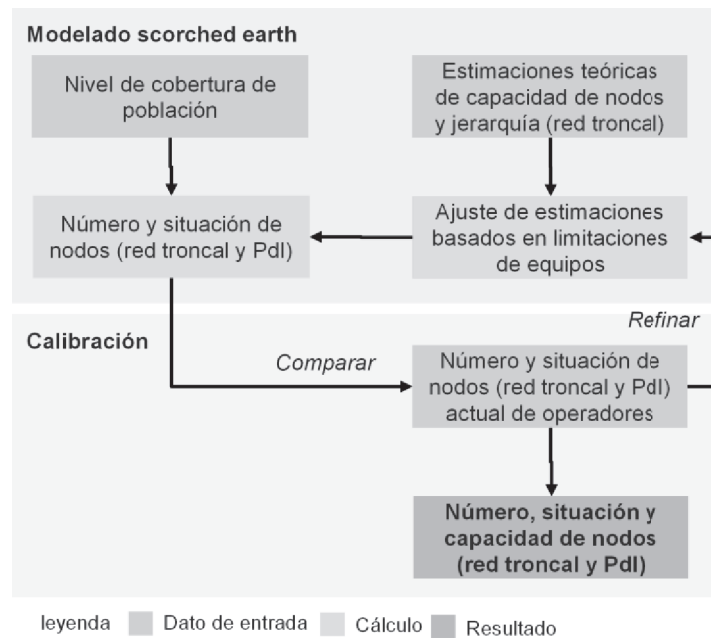 Modelado scorched earth
Nivel de cobertura de
población
Estimaciones teóricas
de capacidad de nodos
y jerarquía (red troncal)
Número y situación de
nodos (red troncal y PdI)
Ajuste de estimaciones
basados en limitaciones
de equipos
Refinar
Calibración
Comparar
Número y situación de
nodos (red troncal y PdI)
actual de operadores
Número, situación y
capacidad de nodos
(red troncal y PdI)
leyenda Dato de entrada Cálculo Resultado